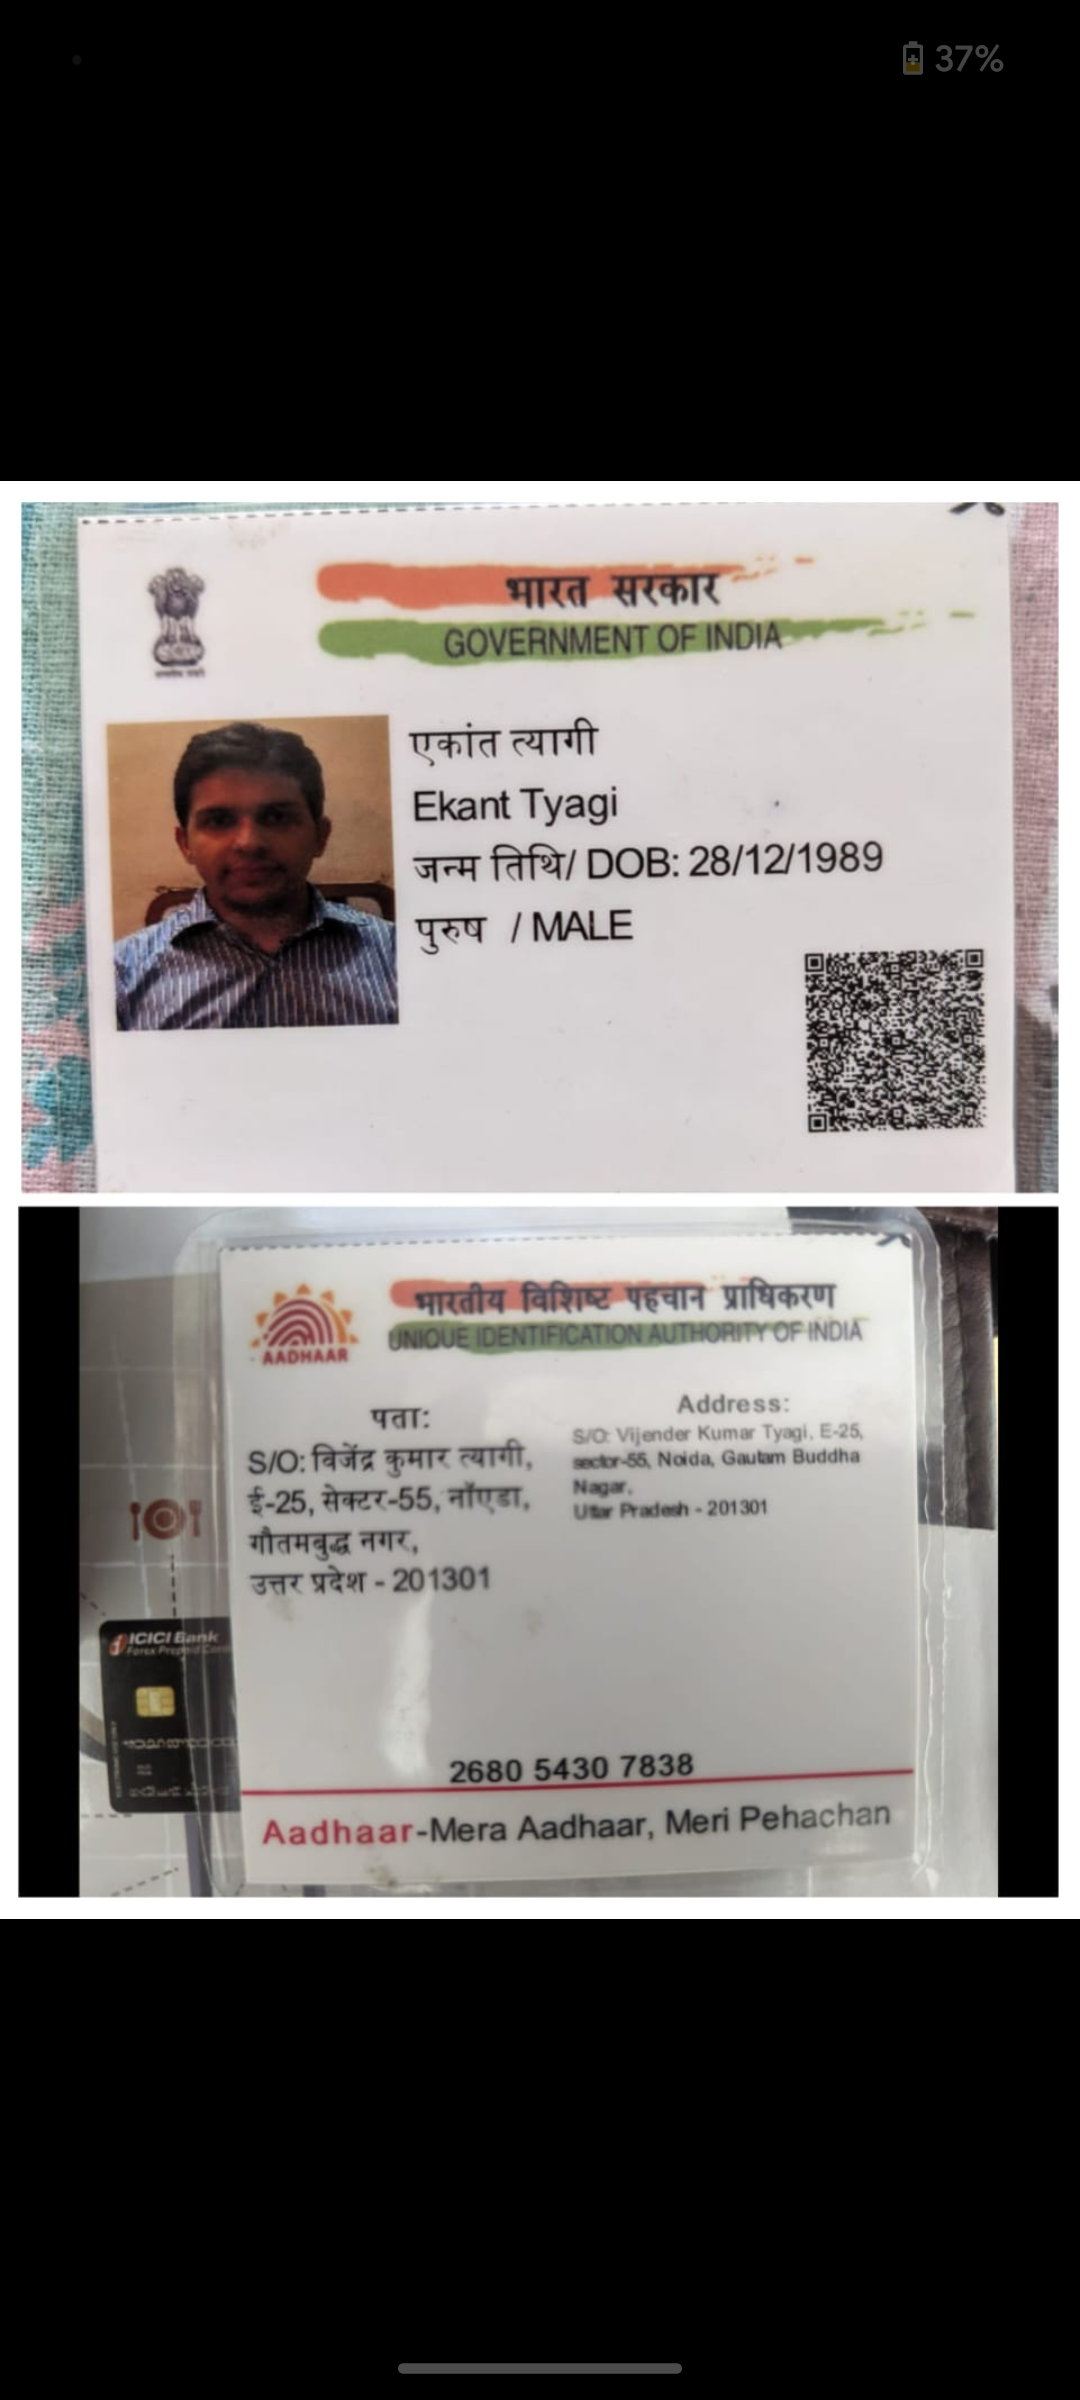 37%
भारत सरकार
GOVERNMENT OF INDIA
एकांत त्यागी
Ekant Tyagi
जन्म तिथि/ DOB: 28/12/1989
पुरुष / MALE
भारतीय विशिष्ट पहचान प्राधिकरण
UNIQUE IDENTIFICATION AUTHORITY OF INDIA
AADHAAR
पता:
S/O: विजेंद्र कुमार त्यागी,
ई-25, सेक्टर-55, नॉएडा,
गौतमबुद्ध नगर,
उत्तर प्रदेश - 201301
Address:
S/O: Vijender Kumar Tyagi, E-25,
sector-55, Noida, Gautam Buddha
Nagar,
Uttar Pradesh - 201301
ICICI Bank
Forex Prepaid Card
2680 5430 7838
Aadhaar-Mera Aadhaar, Meri Pehachan